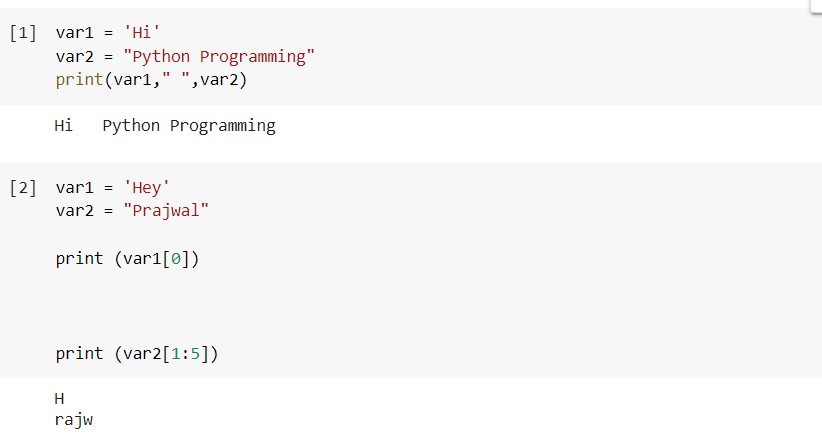 [1] var1 = 'Hi'
var2 = "Python Programming"
print(var1," ",var2)
Hi   Python Programming
[2] var1 = 'Hey'
var2 = "Prajwal"
print (var1[0])
print (var2[1:5])
H
rajw